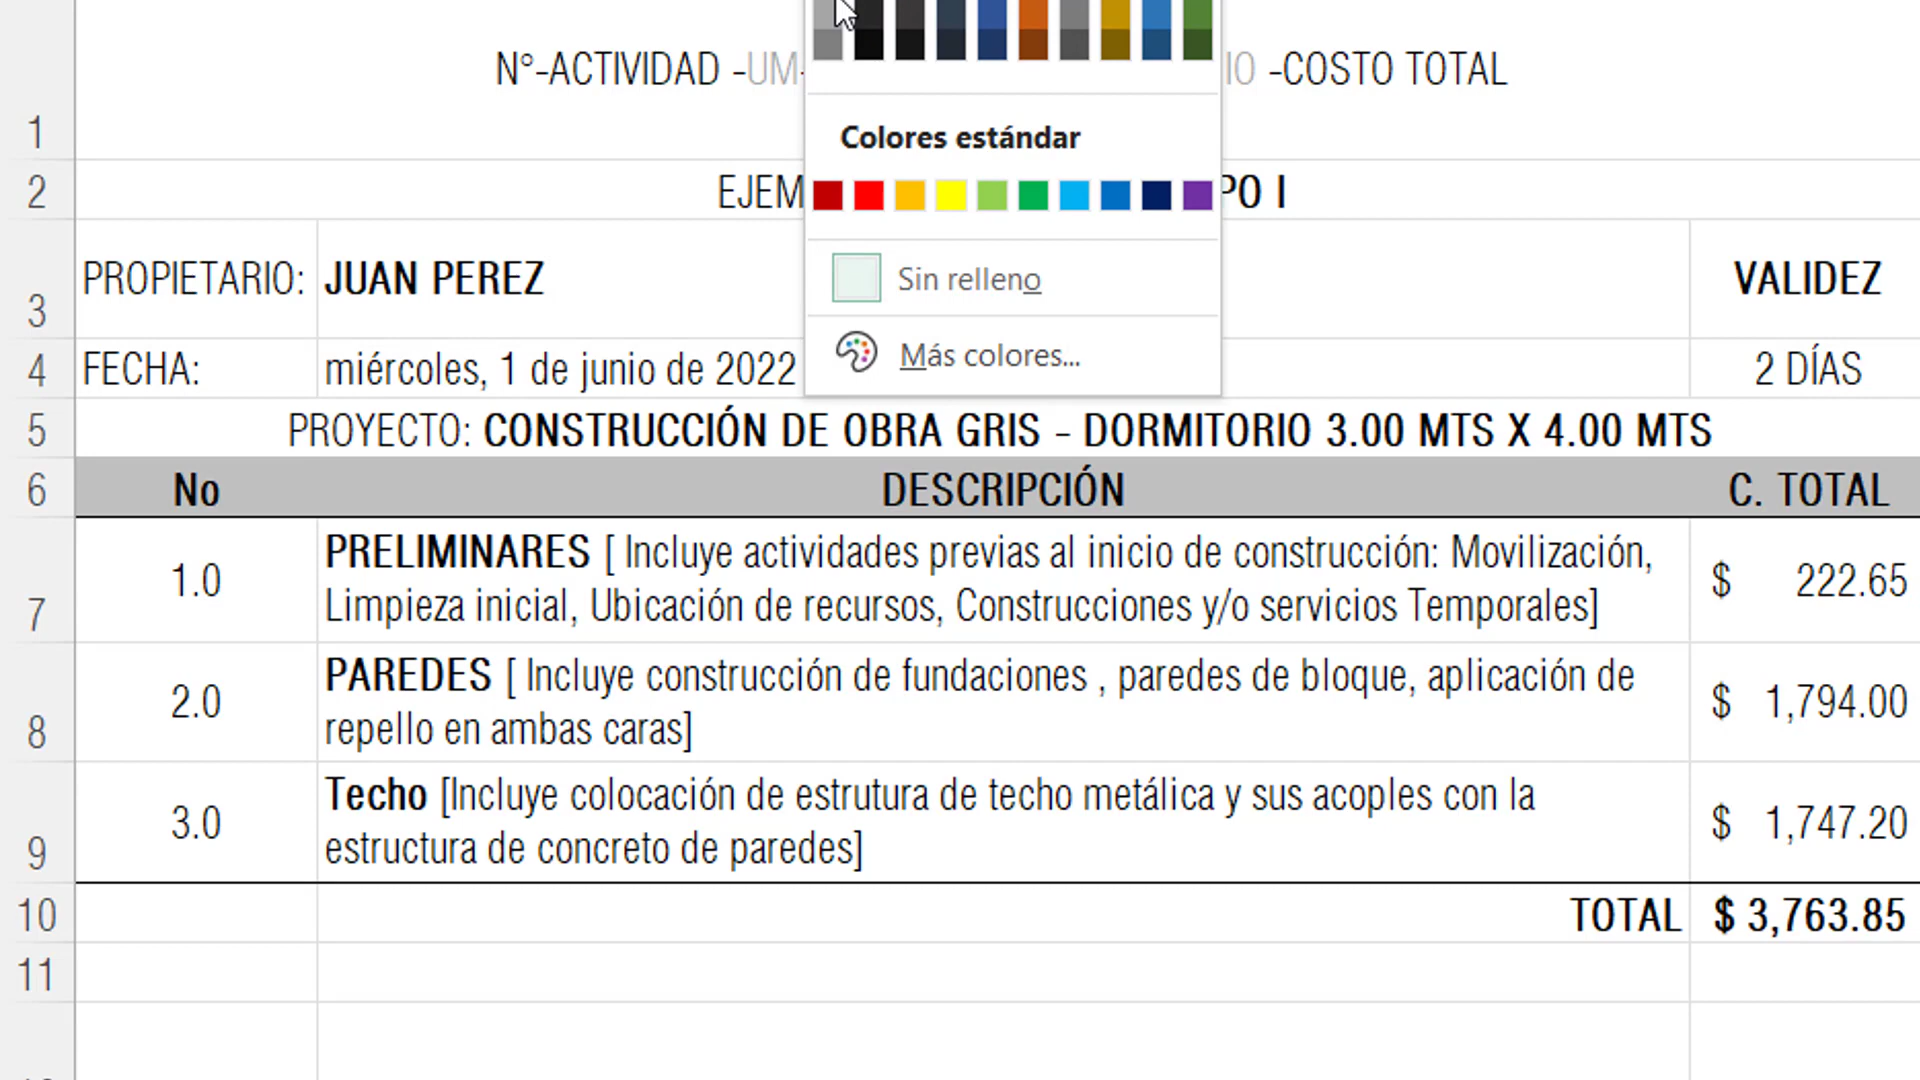 N°-ACTIVIDAD -UM- IO -COSTO TOTAL
1
Colores estándar
2 EJEM PO I
Sin relleno
3 PROPIETARIO: JUAN PEREZ VALIDEZ
Más colores...
4 FECHA: miércoles, 1 de junio de 2022 2 DÍAS
5 PROYECTO: CONSTRUCCIÓN DE OBRA GRIS - DORMITORIO 3.00 MTS X 4.00 MTS
6 No DESCRIPCIÓN C. TOTAL
PRELIMINARES [ Incluye actividades previas al inicio de construcción: Movilización,
7 1.0 Limpieza inicial, Ubicación de recursos, Construcciones y/o servicios Temporales] $ 222.65
PAREDES [ Incluye construcción de fundaciones , paredes de bloque, aplicación de
8 2.0 repello en ambas caras] $ 1,794.00
Techo [Incluye colocación de estrutura de techo metálica y sus acoples con la
9 3.0 estructura de concreto de paredes] $ 1,747.20
10 TOTAL $ 3,763.85
11